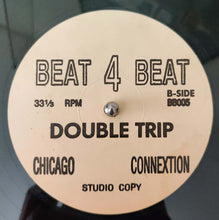 BEAT 4 BEAT
33⅓ RPM
B-SIDE
BB005
DOUBLE TRIP
CHICAGO CONNEXTION
STUDIO COPY